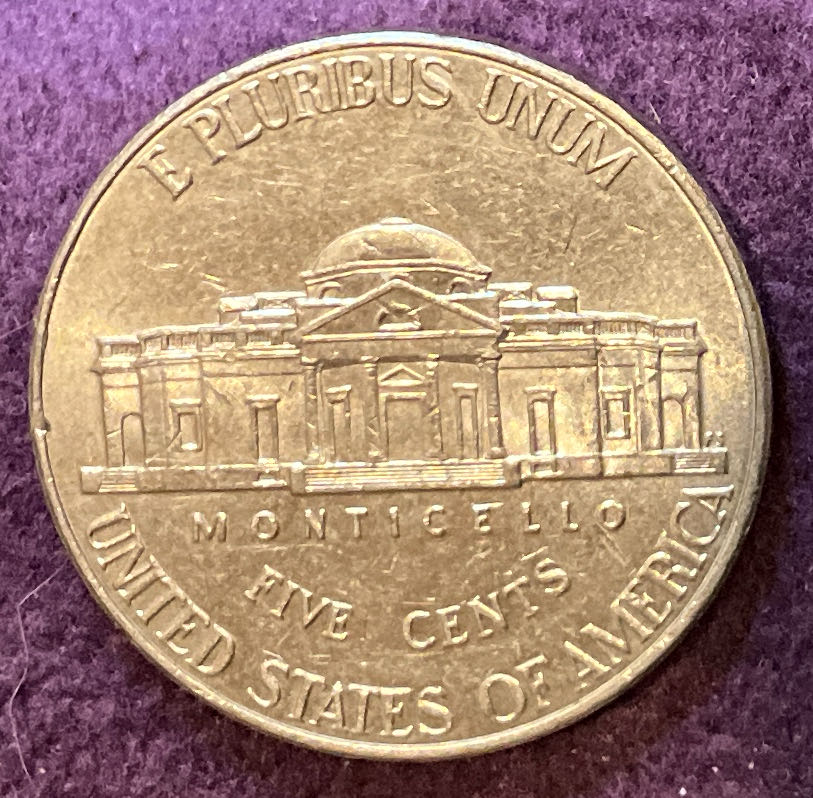 E PLURIBUS UNUM
MONTICELLO
FIVE CENTS
UNITED STATES OF AMERICA